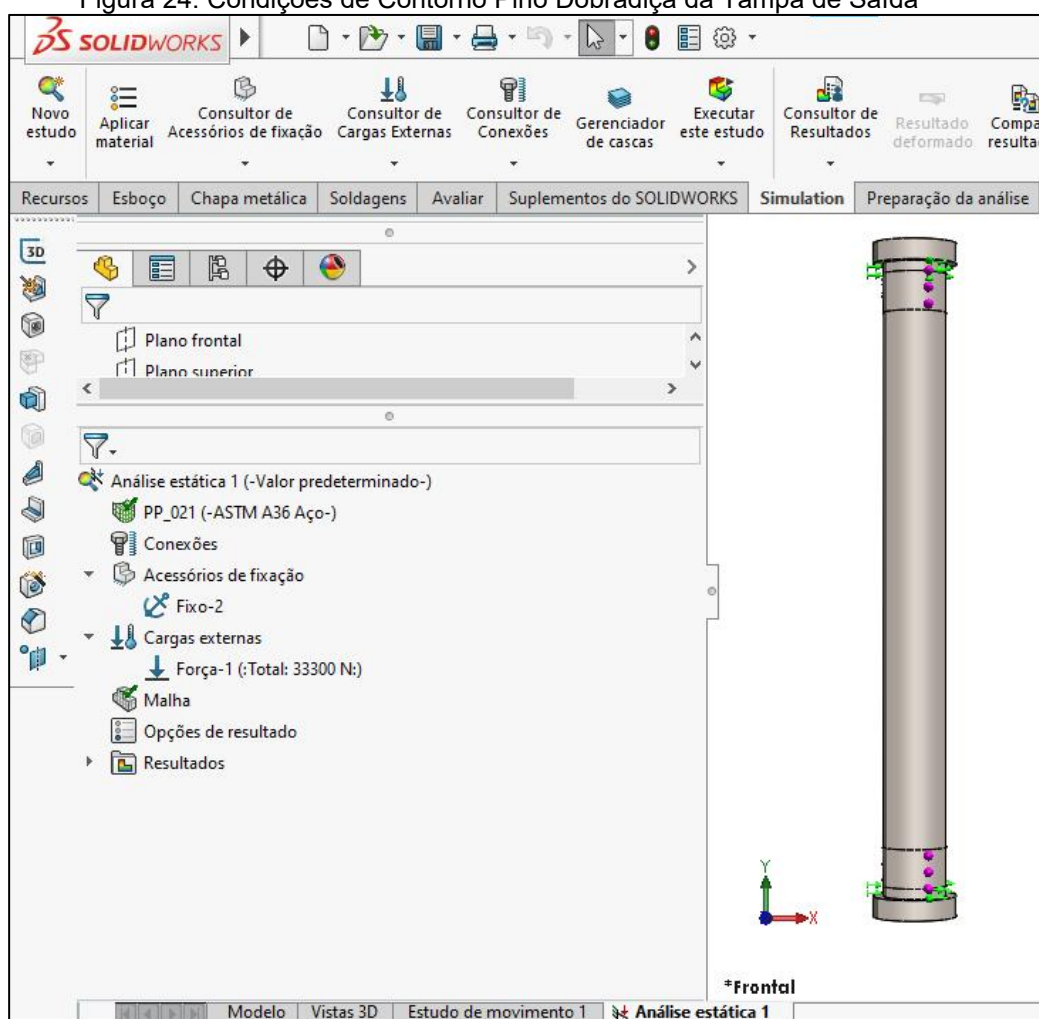 Figura 24: Condições de Contorno Pino Dobradiça da Tampa de Saída
SOLIDWORKS
Novo estudo
Aplicar material
Consultor de Acessórios de fixação
Consultor de Cargas Externas
Consultor de Conexões
Gerenciador de cascas
Executar este estudo
Consultor de Resultados
Resultado deformado
Recursos Esboço Chapa metálica Soldagens Avaliar Suplementos do SOLIDWORKS Simulation Preparação da análise
3D
Plano frontal
Plano superior
Análise estática 1 (-Valor predeterminado-)
PP_021 (-ASTM A36 Aço-)
Conexões
Acessórios de fixação
Fixo-2
Cargas externas
Força-1 (:Total: 33300 N:)
Malha
Opções de resultado
Resultados
Y
X
*Frontal
Modelo Vistas 3D Estudo de movimento 1 Análise estática 1